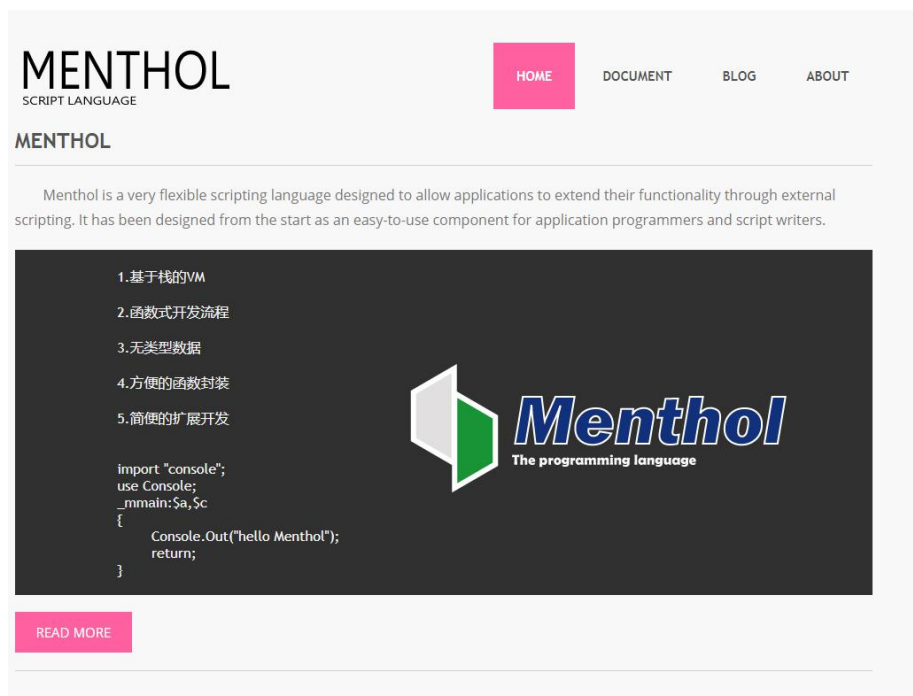 MENTHOL
SCRIPT LANGUAGE
HOME DOCUMENT BLOG ABOUT
MENTHOL
Menthol is a very flexible scripting language designed to allow applications to extend their functionality through external
scripting. It has been designed from the start as an easy-to-use component for application programmers and script writers.
1.基于栈的VM
2.函数式开发流程
3.无类型数据
4.方便的函数封装
5.简便的扩展开发
import "console";
use Console;
_mmain:$a,$c
{
Console.Out("hello Menthol");
return;
}
Menthol
The programming language
READ MORE